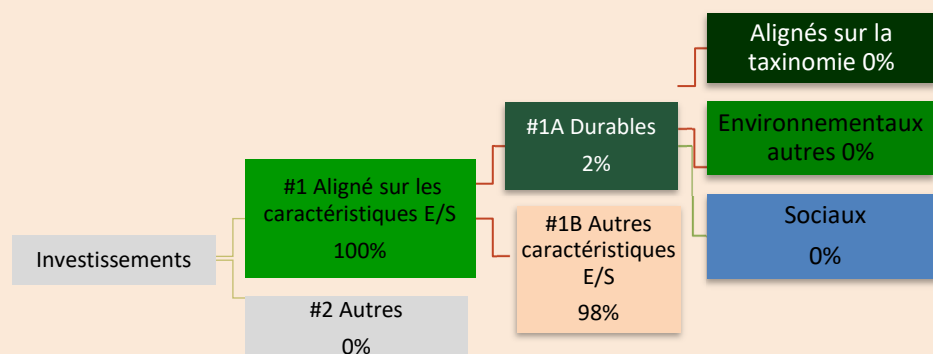 Investissements
#1 Aligné sur les
caractéristiques E/S
100%
#2 Autres
0%
#1A Durables
2%
#1B Autres
caractéristiques
E/S
98%
Alignés sur la
taxinomie 0%
Environnementaux
autres 0%
Sociaux
0%